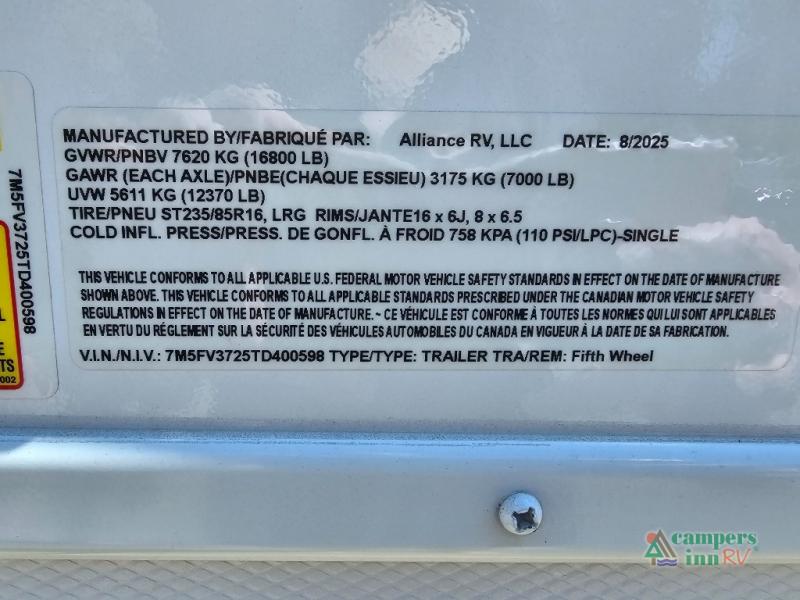 MANUFACTURED BY/FABRIQUÉ PAR: Alliance RV, LLC DATE: 8/2025
GVWR/PNBV 7620 KG (16800 LB)
GAWR (EACH AXLE)/PNBE(CHAQUE ESSIEU) 3175 KG (7000 LB)
UVW 5611 KG (12370 LB)
TIRE/PNEU ST235/85R16, LRG RIMS/JANTE16 x 6J, 8 x 6.5
COLD INFL. PRESS/PRESS. DE GONFL. À FROID 758 KPA (110 PSI/LPC)-SINGLE
THIS VEHICLE CONFORMS TO ALL APPLICABLE U.S. FEDERAL MOTOR VEHICLE SAFETY STANDARDS IN EFFECT ON THE DATE OF MANUFACTURE
SHOWN ABOVE. THIS VEHICLE CONFORMS TO ALL APPLICABLE STANDARDS PRESCRIBED UNDER THE CANADIAN MOTOR VEHICLE SAFETY
REGULATIONS IN EFFECT ON THE DATE OF MANUFACTURE. ~ CE VÉHICULE EST CONFORME À TOUTES LES NORMES QUI LUI SONT APPLICABLES
EN VERTU DU RÉGLEMENT SUR LA SÉCURITÉ DES VÉHICULES AUTOMOBILES DU CANADA EN VIGUEUR À LA DATE DE SA FABRICATION.
V.I.N./N.I.V.: 7M5FV3725TD400598 TYPE/TYPE: TRAILER TRA/REM: Fifth Wheel
7M5FV3725TD400598
E
TS
002
campers
inn RV